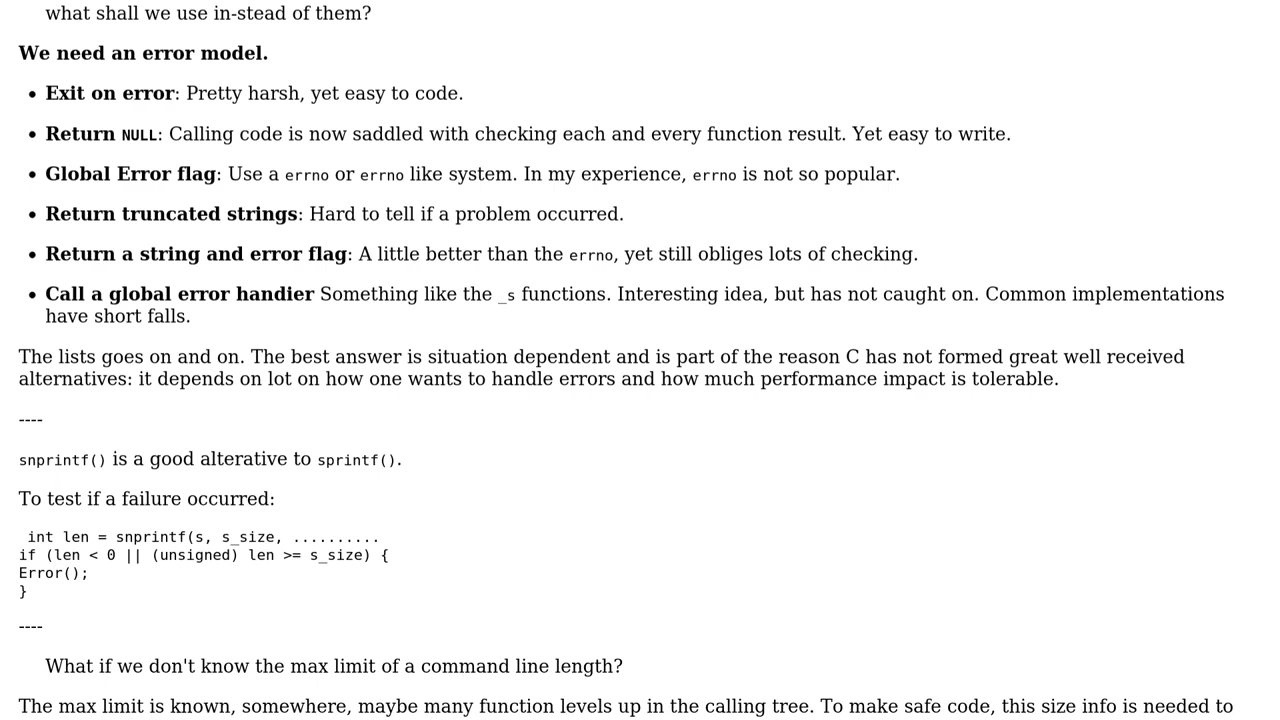 what shall we use in-stead of them?
We need an error model.
• Exit on error: Pretty harsh, yet easy to code.
• Return NULL: Calling code is now saddled with checking each and every function result. Yet easy to write.
• Global Error flag: Use a errno or errno like system. In my experience, errno is not so popular.
• Return truncated strings: Hard to tell if a problem occurred.
• Return a string and error flag: A little better than the errno, yet still obliges lots of checking.
• Call a global error handier Something like the _s functions. Interesting idea, but has not caught on. Common implementations
have short falls.
The lists goes on and on. The best answer is situation dependent and is part of the reason C has not formed great well received
alternatives: it depends on lot on how one wants to handle errors and how much performance impact is tolerable.
----
snprintf() is a good alterative to sprintf().
To test if a failure occurred:
int len = snprintf(s, s_size, ..........
if (len < 0 || (unsigned) len >= s_size) {
Error();
}
----
What if we don't know the max limit of a command line length?
The max limit is known, somewhere, maybe many function levels up in the calling tree. To make safe code, this size info is needed to